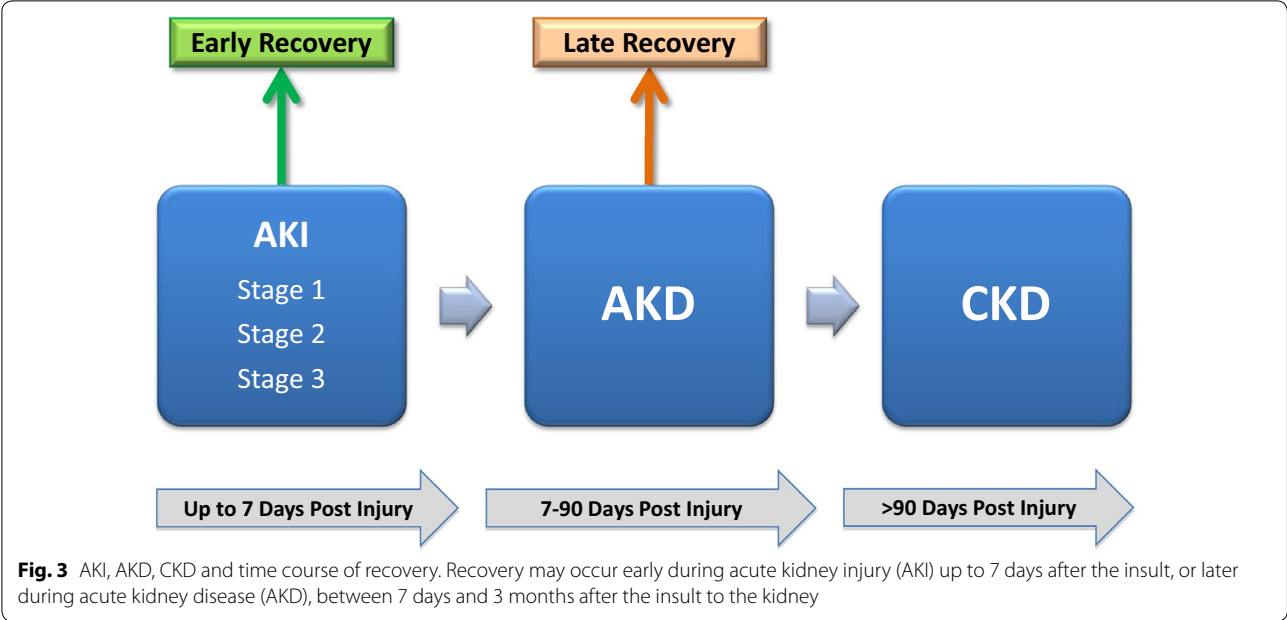 Early Recovery
Late Recovery
AKI
Stage 1
Stage 2
Stage 3
AKD
CKD
Up to 7 Days Post Injury
7-90 Days Post Injury
>90 Days Post Injury
Fig. 3 AKI, AKD, CKD and time course of recovery. Recovery may occur early during acute kidney injury (AKI) up to 7 days after the insult, or later
during acute kidney disease (AKD), between 7 days and 3 months after the insult to the kidney